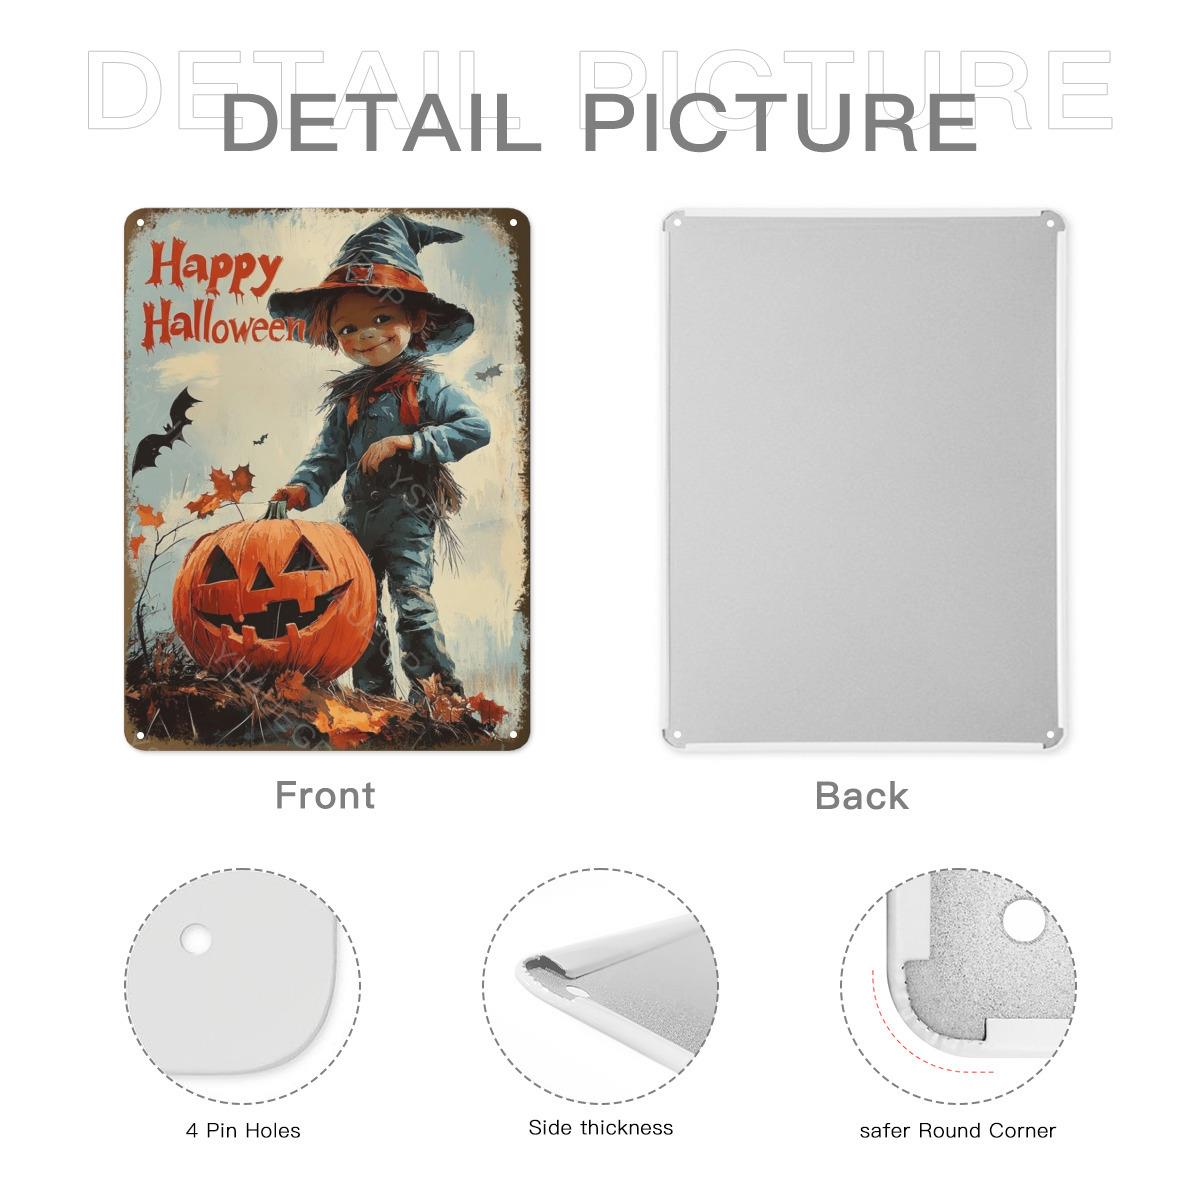 DETAIL PICTURE
DETAIL PICTURE
Happy
Halloween
Front
Back
4 Pin Holes
Side thickness
safer Round Corner